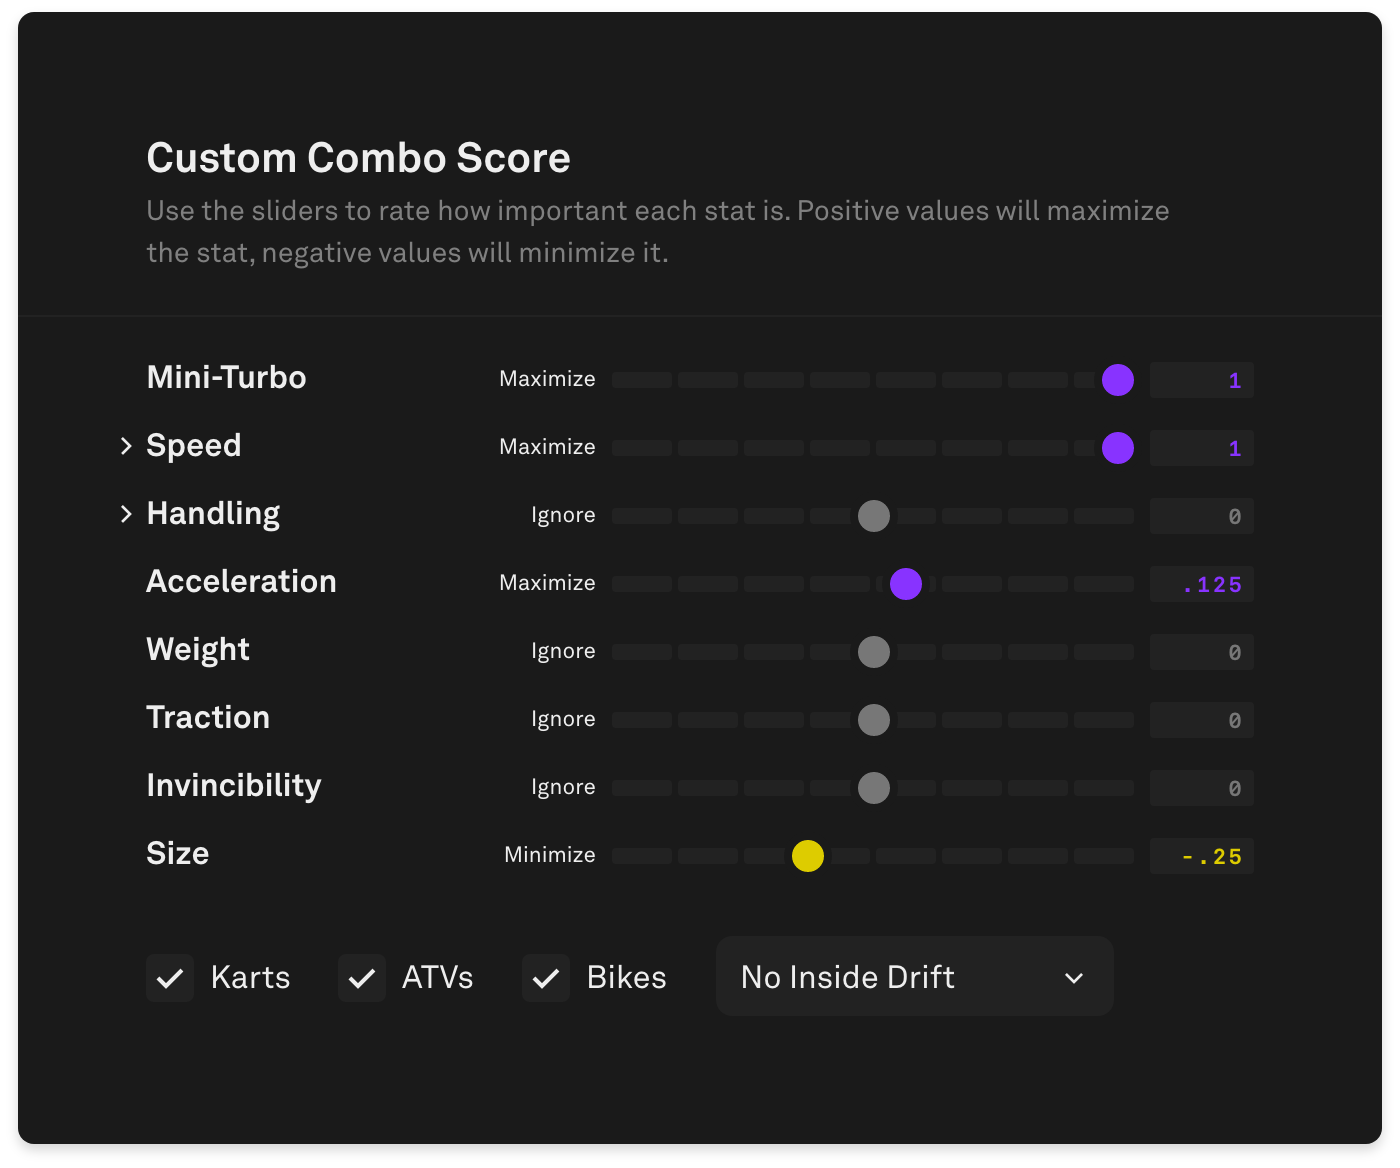 Custom Combo Score
Use the sliders to rate how important each stat is. Positive values will maximize
the stat, negative values will minimize it.
Mini-Turbo Maximize 1
Speed Maximize 1
Handling Ignore 0
Acceleration Maximize .125
Weight Ignore 0
Traction Ignore 0
Invincibility Ignore 0
Size Minimize -.25
Karts ATVs Bikes No Inside Drift